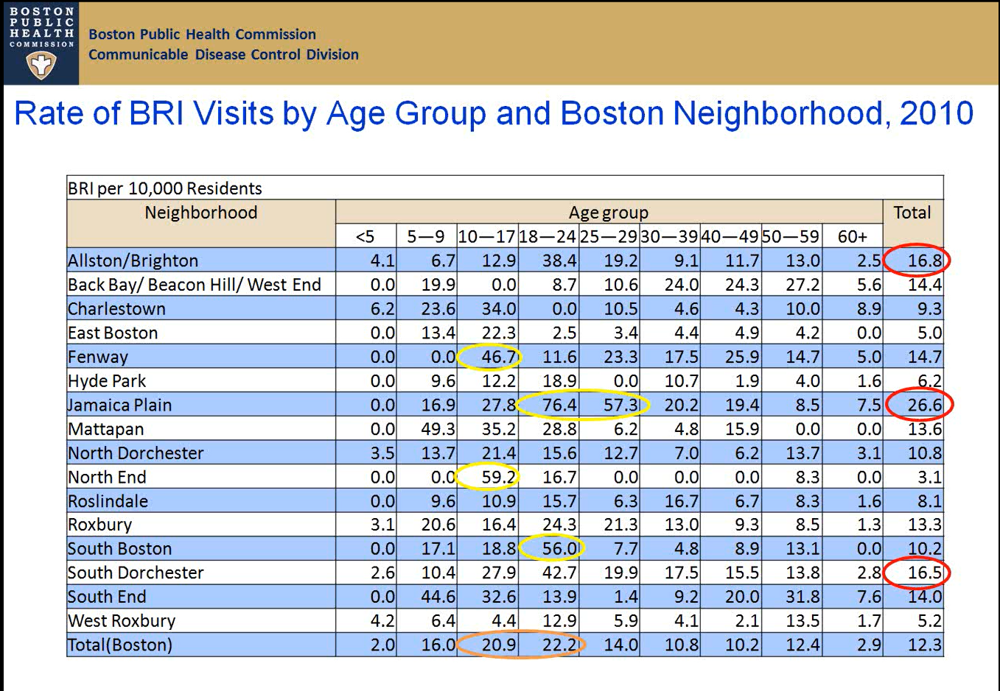 BOSTON
PUBLIC
HEALTH
COMMISSION
Boston Public Health Commission
Communicable Disease Control Division
Rate of BRI Visits by Age Group and Boston Neighborhood, 2010
BRI per 10,000 Residents
Neighborhood Age group Total
<5 5—9 10—17 18—24 25—29 30—39 40—49 50—59 60+
Allston/Brighton 4.1 6.7 12.9 38.4 19.2 9.1 11.7 13.0 2.5 16.8
Back Bay/ Beacon Hill/ West End 0.0 19.9 0.0 8.7 10.6 24.0 24.3 27.2 5.6 14.4
Charlestown 6.2 23.6 34.0 0.0 10.5 4.6 4.3 10.0 8.9 9.3
East Boston 0.0 13.4 22.3 2.5 3.4 4.4 4.9 4.2 0.0 5.0
Fenway 0.0 0.0 46.7 11.6 23.3 17.5 25.9 14.7 5.0 14.7
Hyde Park 0.0 9.6 12.2 18.9 0.0 10.7 1.9 4.0 1.6 6.2
Jamaica Plain 0.0 16.9 27.8 76.4 57.3 20.2 19.4 8.5 7.5 26.6
Mattapan 0.0 49.3 35.2 28.8 6.2 4.8 15.9 0.0 0.0 13.6
North Dorchester 3.5 13.7 21.4 15.6 12.7 7.0 6.2 13.7 3.1 10.8
North End 0.0 0.0 59.2 16.7 0.0 0.0 0.0 8.3 0.0 3.1
Roslindale 0.0 9.6 10.9 15.7 6.3 16.7 6.7 8.3 1.6 8.1
Roxbury 3.1 20.6 16.4 24.3 21.3 13.0 9.3 8.5 1.3 13.3
South Boston 0.0 17.1 18.8 56.0 7.7 4.8 8.9 13.1 0.0 10.2
South Dorchester 2.6 10.4 27.9 42.7 19.9 17.5 15.5 13.8 2.8 16.5
South End 0.0 44.6 32.6 13.9 1.4 9.2 20.0 31.8 7.6 14.0
West Roxbury 4.2 6.4 4.4 12.9 5.9 4.1 2.1 13.5 1.7 5.2
Total(Boston) 2.0 16.0 20.9 22.2 14.0 10.8 10.2 12.4 2.9 12.3